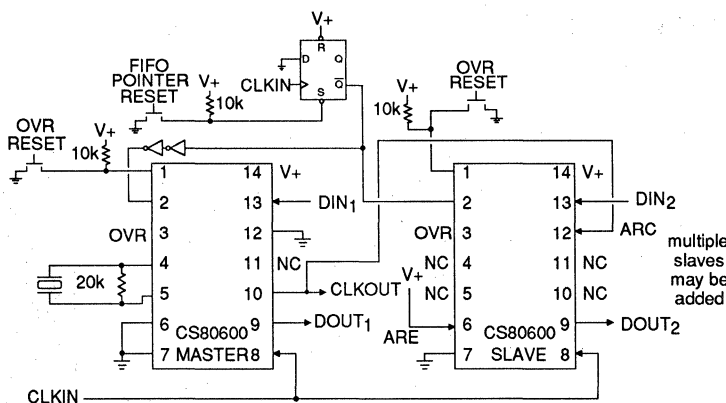 V+
R
D
Q
CLKIN
Q̅
S
FIFO
POINTER
RESET
V+
10k
OVR
RESET
V+
10k
V+
10k
OVR
RESET
1
14
V+
2
13
DIN1
OVR
3
12
4
11
NC
20k
5
10
CLKOUT
6
CS80600
9
DOUT1
7
MASTER
8
CLKIN
1
14
V+
2
13
DIN2
OVR
3
12
ARC
NC
4
11
NC
V+
NC
5
10
NC
6
CS80600
9
DOUT2
ARE
7
SLAVE
8
multiple
slaves
may be
added